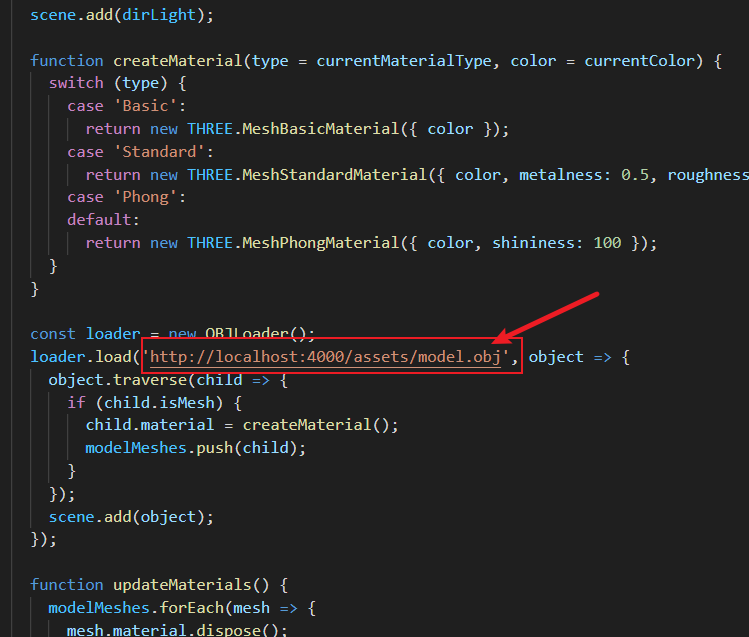 scene.add(dirLight);
function createMaterial(type = currentMaterialType, color = currentColor) {
switch (type) {
case 'Basic':
return new THREE.MeshBasicMaterial({ color });
case 'Standard':
return new THREE.MeshStandardMaterial({ color, metalness: 0.5, roughness
case 'Phong':
default:
return new THREE.MeshPhongMaterial({ color, shininess: 100 });
}
}
const loader = new OBJLoader();
loader.load('http://localhost:4000/assets/model.obj', object => {
object.traverse(child => {
if (child.isMesh) {
child.material = createMaterial();
modelMeshes.push(child);
}
});
scene.add(object);
});
function updateMaterials() {
modelMeshes.forEach(mesh => {
mesh.material.dispose();